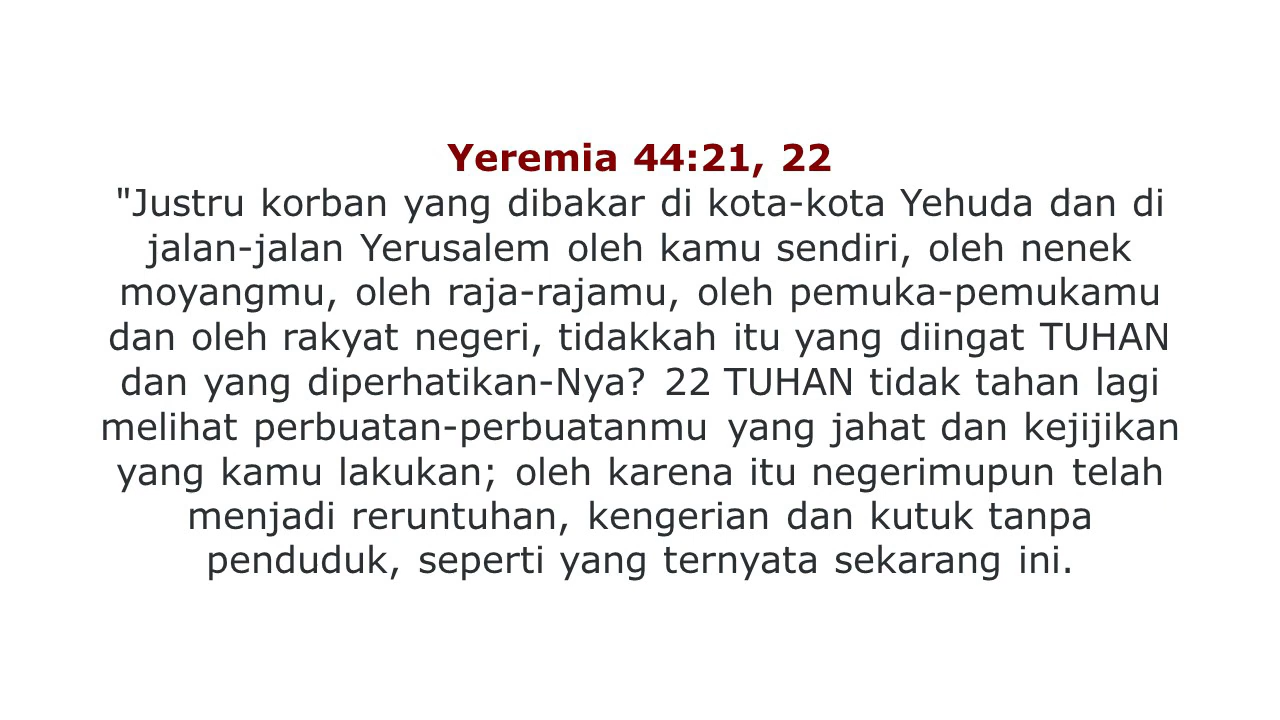 Yeremia 44:21, 22
"Justru korban yang dibakar di kota-kota Yehuda dan di
jalan-jalan Yerusalem oleh kamu sendiri, oleh nenek
moyangmu, oleh raja-rajamu, oleh pemuka-pemukamu
dan oleh rakyat negeri, tidakkah itu yang diingat TUHAN
dan yang diperhatikan-Nya? 22 TUHAN tidak tahan lagi
melihat perbuatan-perbuatanmu yang jahat dan kejijikan
yang kamu lakukan; oleh karena itu negerimupun telah
menjadi reruntuhan, kengerian dan kutuk tanpa
penduduk, seperti yang ternyata sekarang ini.